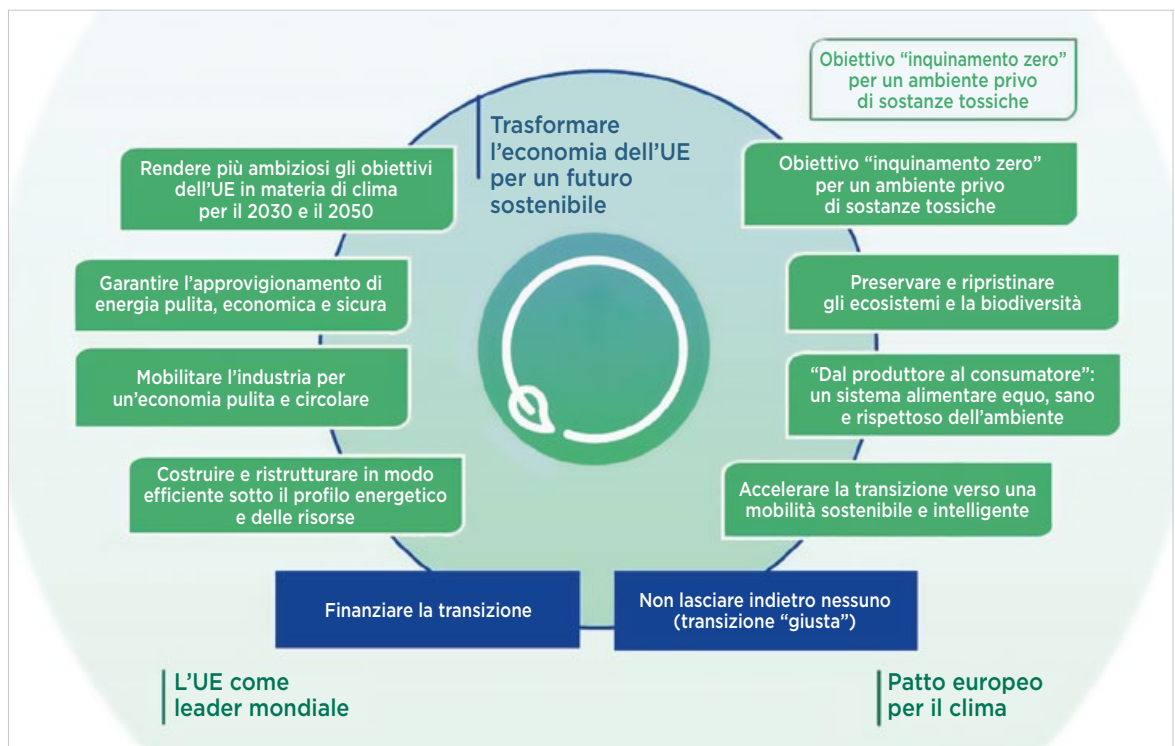 Obiettivo “inquinamento zero”
per un ambiente privo
di sostanze tossiche
Trasformare
l’economia dell’UE
per un futuro
sostenibile
Rendere più ambiziosi gli obiettivi
dell’UE in materia di clima
per il 2030 e il 2050
Obiettivo “inquinamento zero”
per un ambiente privo
di sostanze tossiche
Garantire l’approvigionamento di
energia pulita, economica e sicura
Preservare e ripristinare
gli ecosistemi e la biodiversità
Mobilitare l’industria per
un’economia pulita e circolare
“Dal produttore al consumatore”:
un sistema alimentare equo, sano
e rispettoso dell’ambiente
Costruire e ristrutturare in modo
efficiente sotto il profilo energetico
e delle risorse
Accelerare la transizione verso una
mobilità sostenibile e intelligente
Finanziare la transizione
Non lasciare indietro nessuno
(transizione “giusta”)
L’UE come
leader mondiale
Patto europeo
per il clima